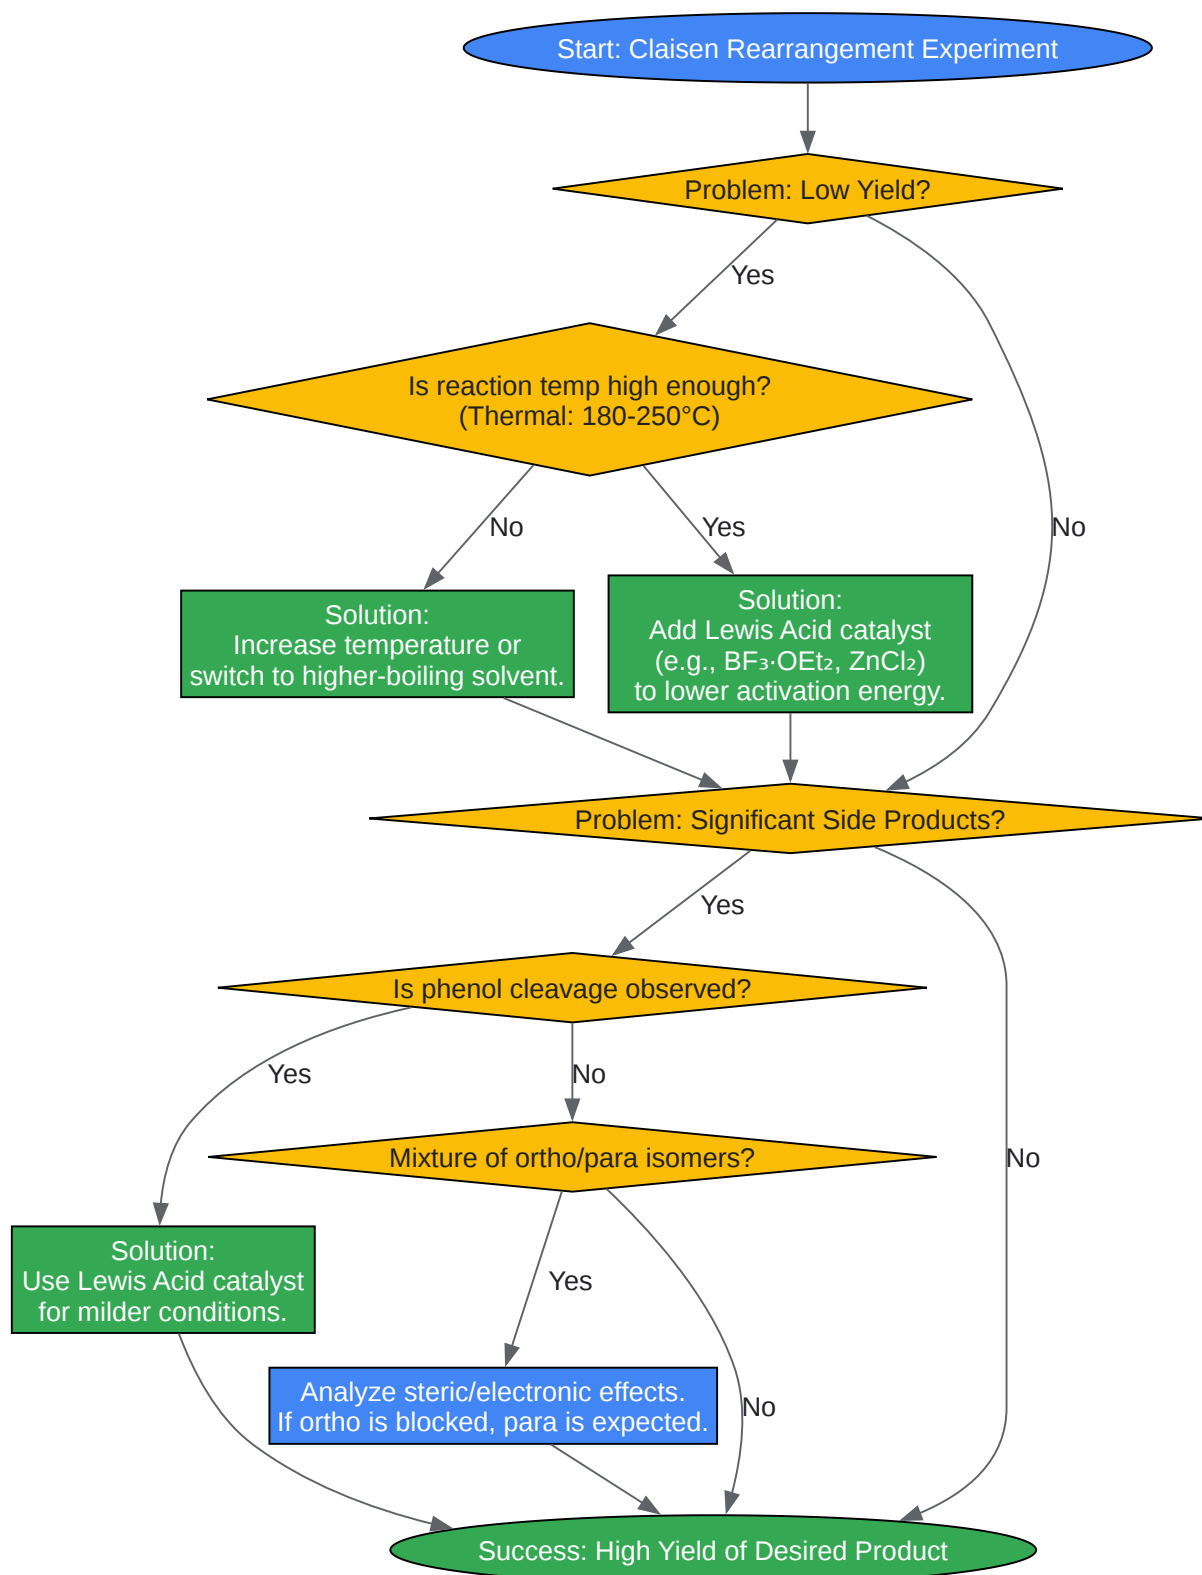 Start: Claisen Rearrangement Experiment
Problem: Low Yield?
Yes
No
Is reaction temp high enough?
(Thermal: 180-250°C)
No
Yes
Solution:
Increase temperature or
switch to higher-boiling solvent.
Solution:
Add Lewis Acid catalyst
(e.g., BF₃·OEt₂, ZnCl₂)
to lower activation energy.
Problem: Significant Side Products?
Yes
No
Is phenol cleavage observed?
Yes
No
Mixture of ortho/para isomers?
Yes
No
Solution:
Use Lewis Acid catalyst
for milder conditions.
Analyze steric/electronic effects.
If ortho is blocked, para is expected.
Success: High Yield of Desired Product